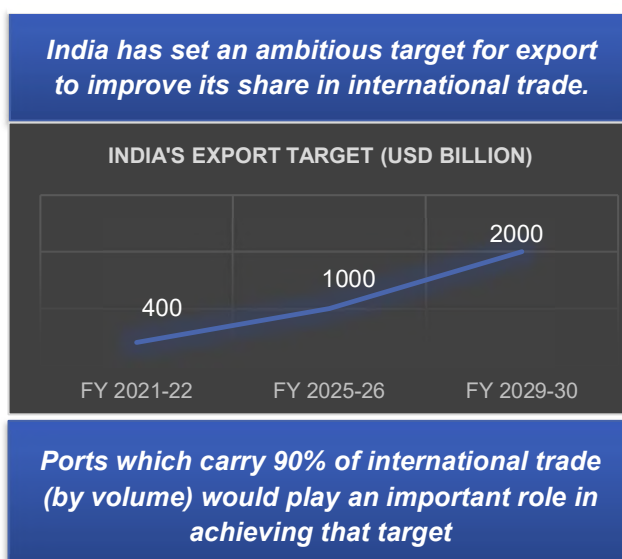 India has set an ambitious target for export
to improve its share in international trade.
INDIA'S EXPORT TARGET (USD BILLION)
2000
1000
400
FY 2021-22 FY 2025-26 FY 2029-30
Ports which carry 90% of international trade
(by volume) would play an important role in
achieving that target